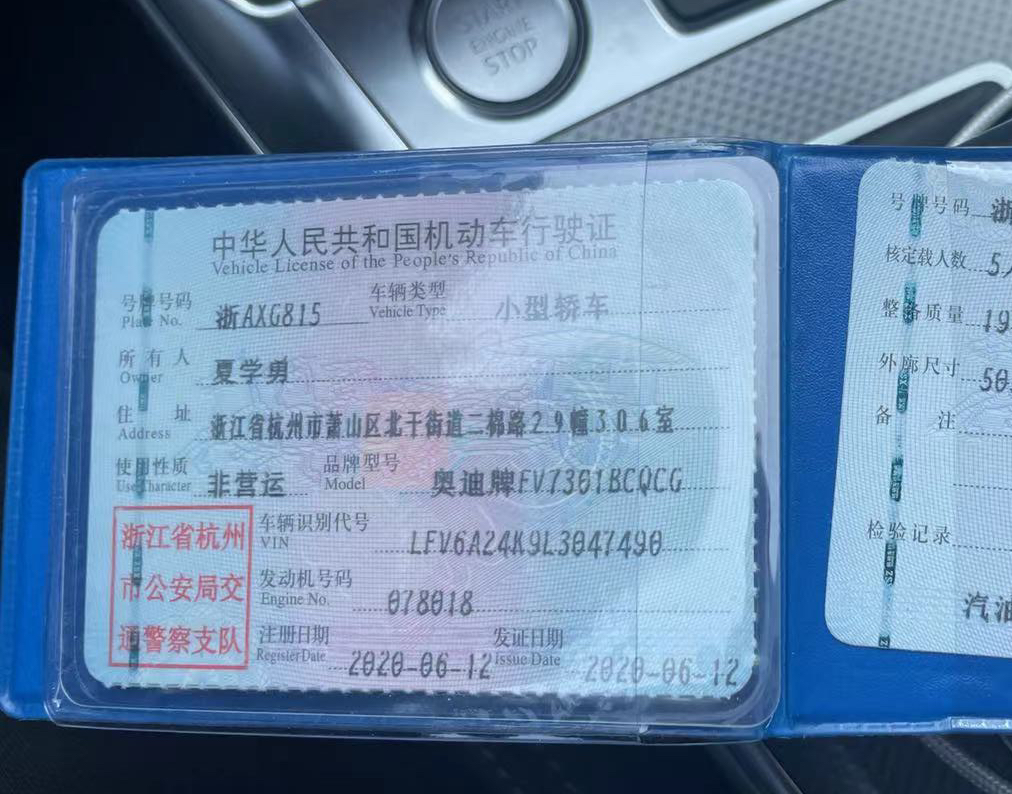 START
ENGINE
STOP
中华人民共和国机动车行驶证
Vehicle License of the People's Republic of China
号牌号码 浙AXG815 车辆类型 小型轿车
Plate No. Vehicle Type
所有人 夏学勇
Owner
住址 浙江省杭州市萧山区北干街道二棉路29幢306室
Address
使用性质 非营运 品牌型号 奥迪牌FV7301BCQCG
Use Character Model
浙江省杭州
市公安局交
通警察支队
车辆识别代号 LFV6A24K9L3047490
VIN
发动机号码 078018
Engine No.
注册日期 2020-06-12 发证日期 2020-06-12
Register Date Issue Date
号牌号码 浙
核定载人数 5人
整备质量 19
外廓尺寸 50
备注
检验记录
汽油